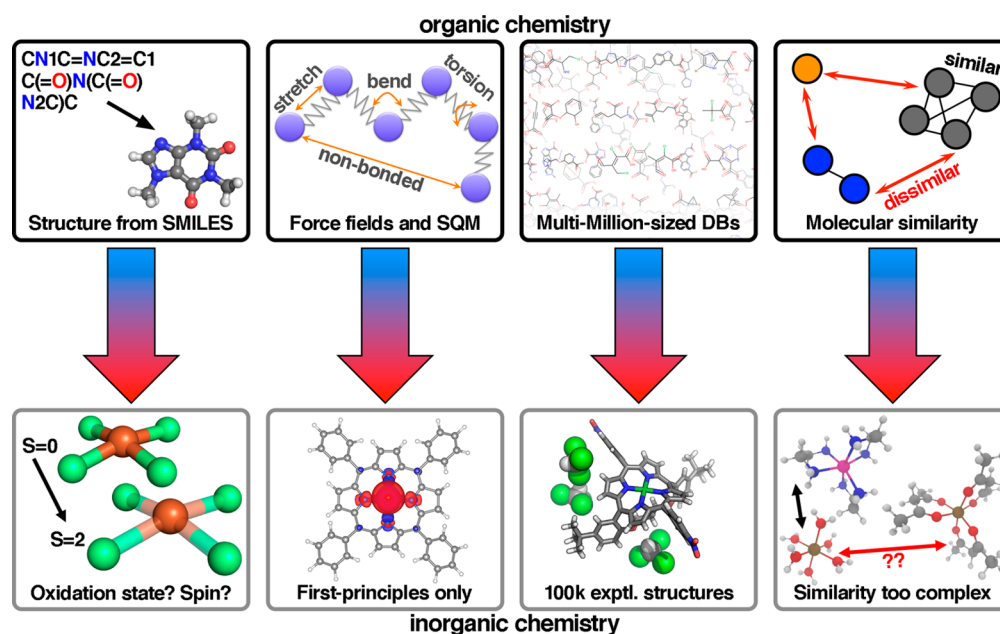 organic chemistry
CN1C=NC2=C1
C(=O)N(C(=O)
N2C)C
Structure from SMILES
stretch
bend
torsion
non-bonded
Force fields and SQM
Multi-Million-sized DBs
similar
dissimilar
Molecular similarity
S=0
S=2
Oxidation state? Spin?
First-principles only
100k exptl. structures
??
Similarity too complex
inorganic chemistry